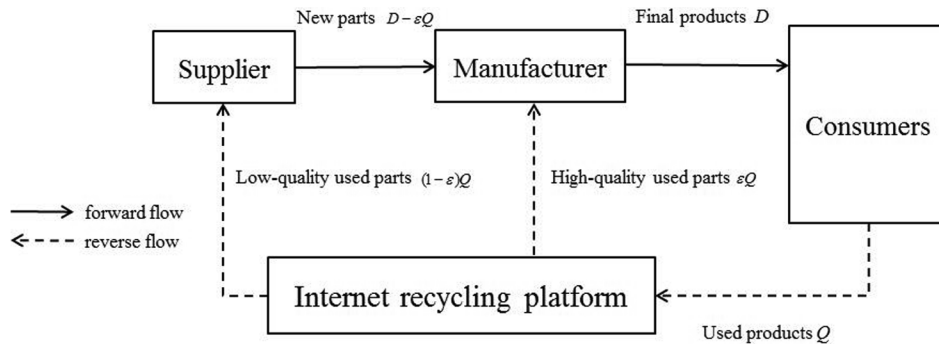 New parts D − εQ
Final products D
Supplier
Manufacturer
Consumers
Low-quality used parts (1−ε)Q
High-quality used parts εQ
forward flow
reverse flow
Internet recycling platform
Used products Q